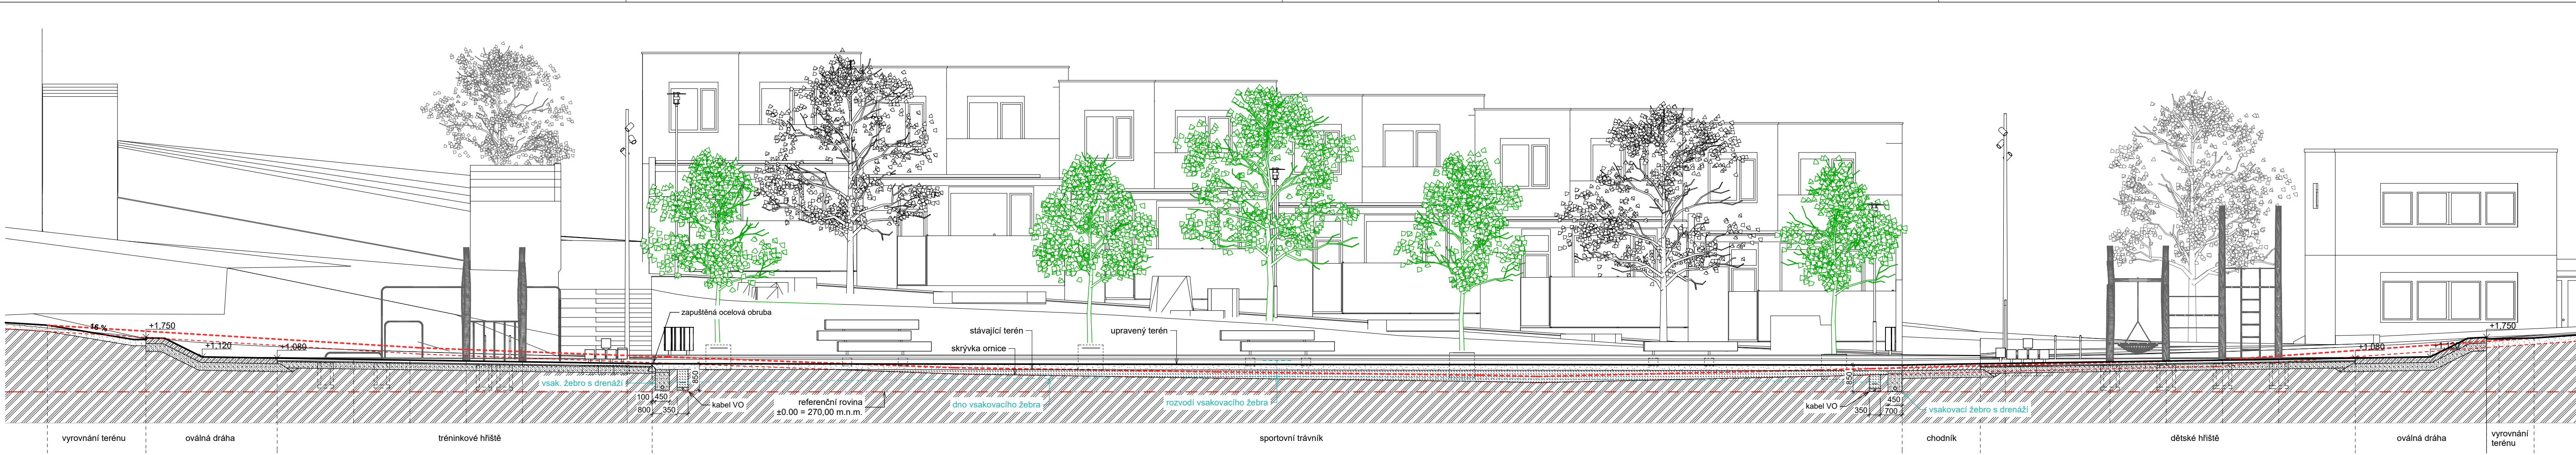 16 %
+1,750
+1,120
+1,080
zapuštěná ocelová obruba
stávající terén
upravený terén
skrývka ornice
vsak. žebro s drenáží
850
100 450
800 350
kabel VO
referenční rovina
±0.00 = 270,00 m.n.m.
dno vsakovacího žebra
rozvodí vsakovacího žebra
850
kabel VO
450
350 700
vsakovací žebro s drenáží
+1,080
+1,120
+1,750
vyrovnání terénu
oválná dráha
tréninkové hřiště
sportovní trávník
chodník
dětské hřiště
oválná dráha
vyrovnání
terénu